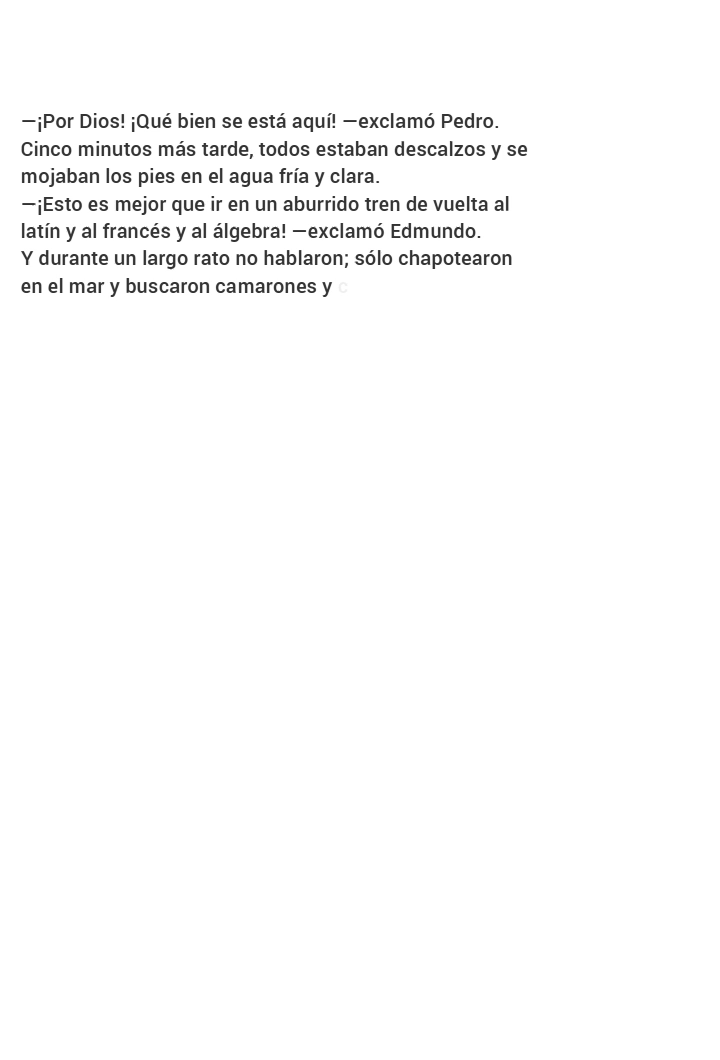 —¡Por Dios! ¡Qué bien se está aquí! —exclamó Pedro.
Cinco minutos más tarde, todos estaban descalzos y se
mojaban los pies en el agua fría y clara.
—¡Esto es mejor que ir en un aburrido tren de vuelta al
latín y al francés y al álgebra! —exclamó Edmundo.
Y durante un largo rato no hablaron; sólo chapotearon
en el mar y buscaron camarones y c